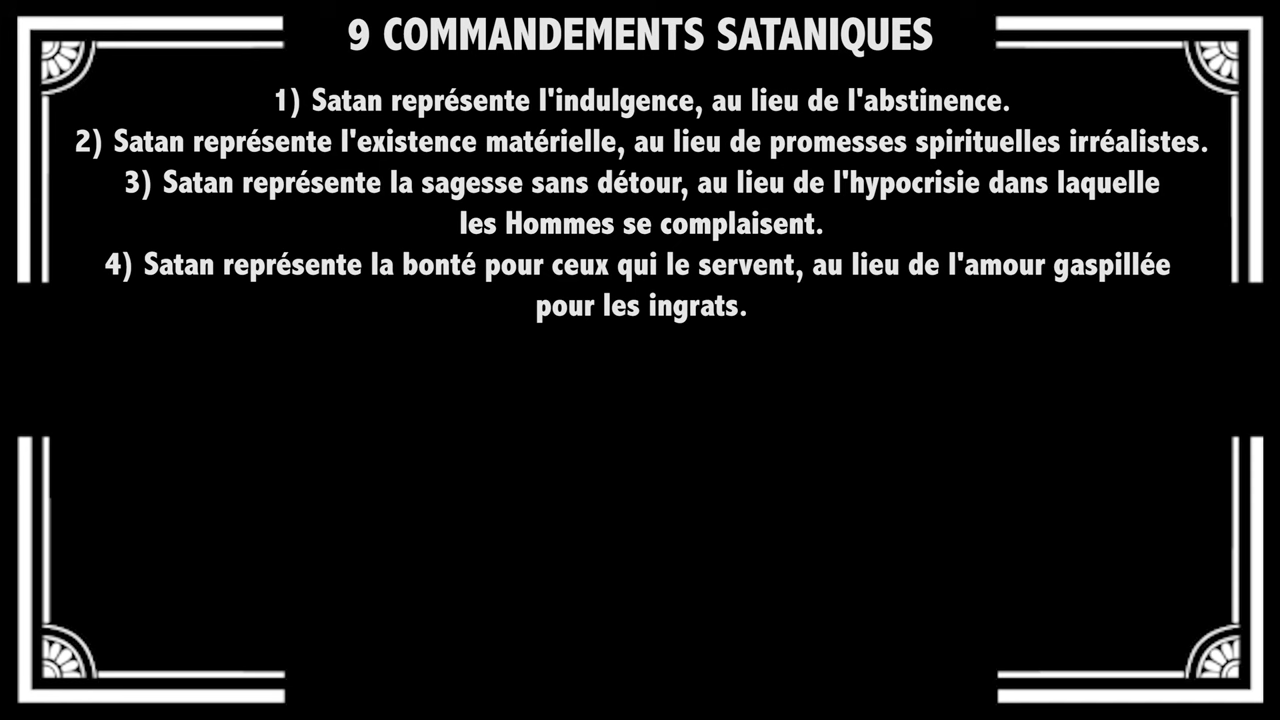 9 COMMANDEMENTS SATANIQUES
1) Satan représente l'indulgence, au lieu de l'abstinence.
2) Satan représente l'existence matérielle, au lieu de promesses spirituelles irréalistes.
3) Satan représente la sagesse sans détour, au lieu de l'hypocrisie dans laquelle
les Hommes se complaisent.
4) Satan représente la bonté pour ceux qui le servent, au lieu de l'amour gaspillée
pour les ingrats.